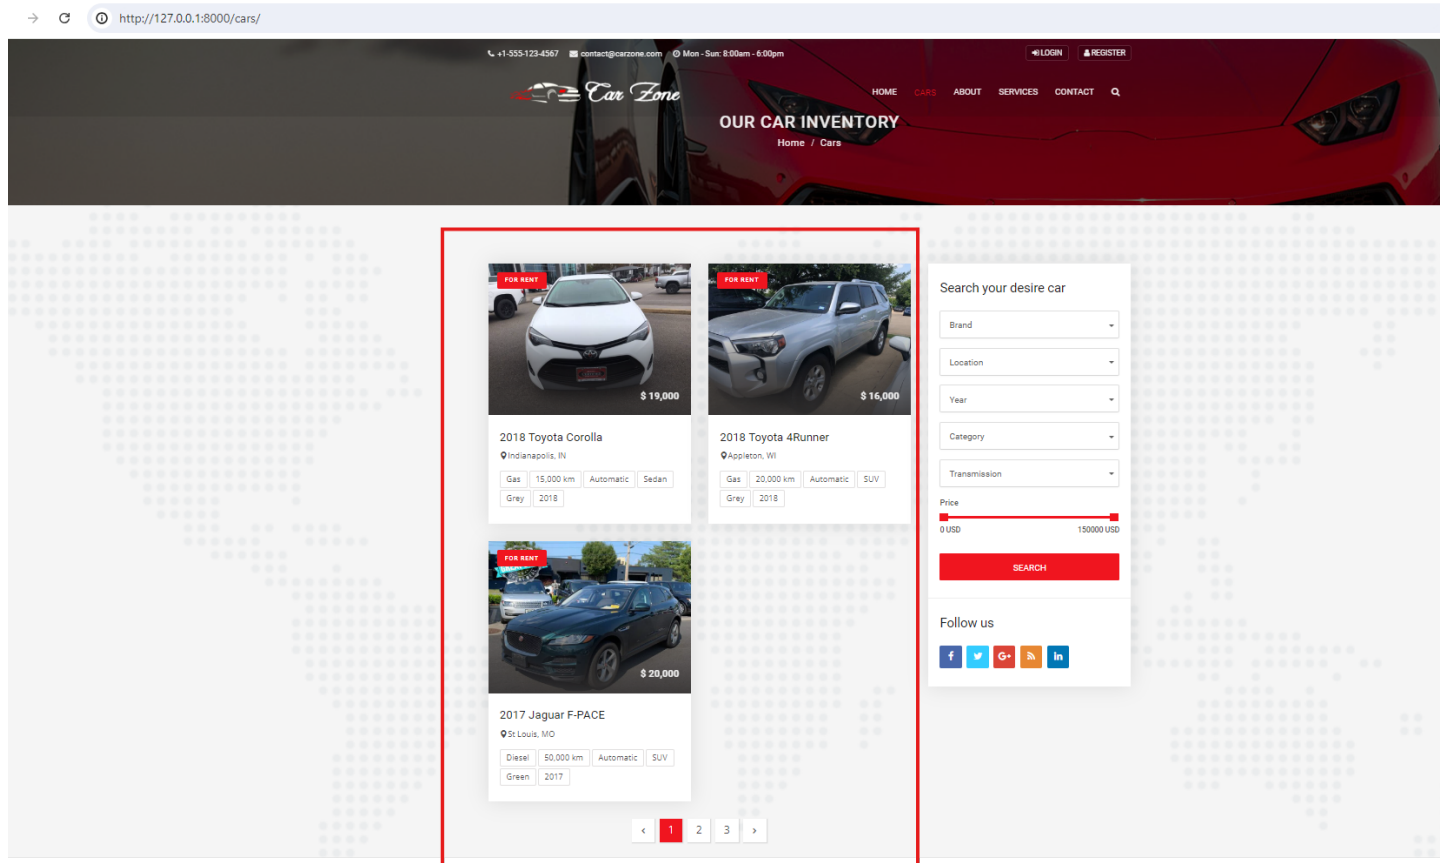 http://127.0.0.1:8000/cars/
+1-555-123-4567 contact@carzone.com Mon - Sun: 8:00am - 6:00pm LOGIN REGISTER
Car Zone
HOME CARS ABOUT SERVICES CONTACT
OUR CAR INVENTORY
Home / Cars
FOR RENT
$ 19,000
2018 Toyota Corolla
Indianapolis, IN
Gas 15,000 km Automatic Sedan
Grey 2018
FOR RENT
$ 16,000
2018 Toyota 4Runner
Appleton, WI
Gas 20,000 km Automatic SUV
Grey 2018
FOR RENT
$ 20,000
2017 Jaguar F-PACE
St Louis, MO
Diesel 50,000 km Automatic SUV
Green 2017
‹ 1 2 3 ›
Search your desire car
Brand
Location
Year
Category
Transmission
Price
0 USD 150000 USD
SEARCH
Follow us
f G+ in